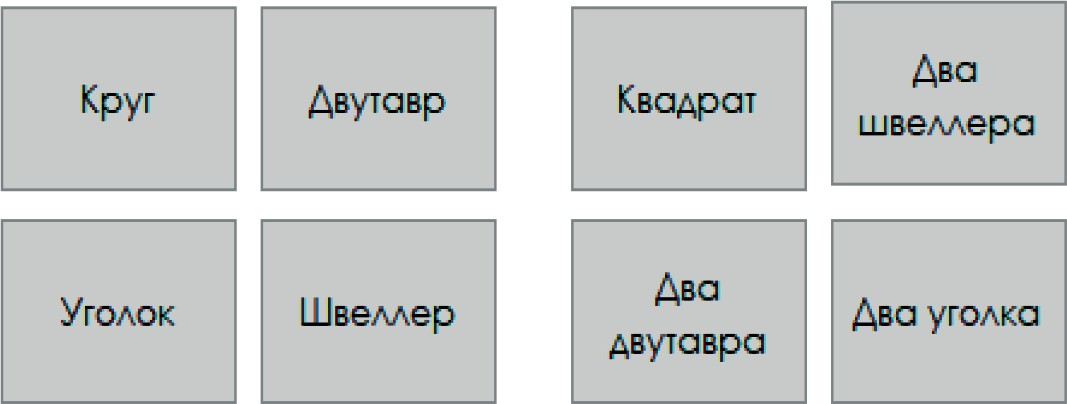 Круг
Двутавр
Квадрат
Два
швеллера
Уголок
Швеллер
Два
двутавра
Два уголка